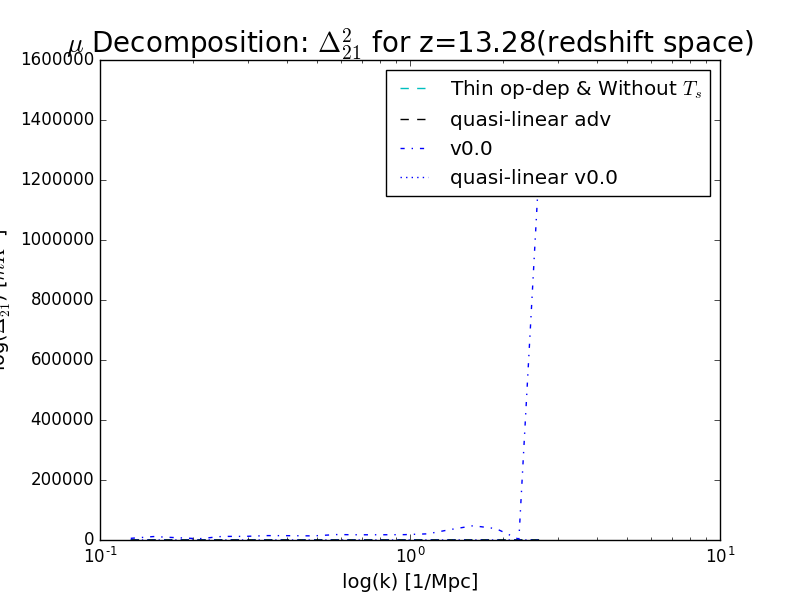 μ Decomposition: Δ²₂₁ for z=13.28(redshift space)
1600000
1400000
1200000
1000000
800000
600000
400000
200000
0
Thin op-dep & Without Tₛ
quasi-linear adv
v0.0
quasi-linear v0.0
10⁻¹
10⁰
10¹
log(k) [1/Mpc]